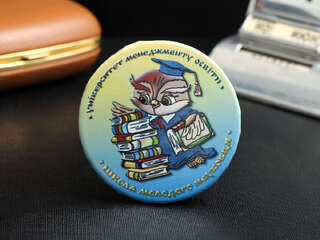 Університет менеджменту освіти
Школа молодого науковця